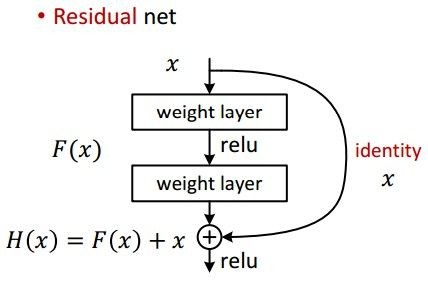 • Residual net
x
weight layer
relu
F(x)
identity
x
weight layer
H(x) = F(x) + x
+
relu